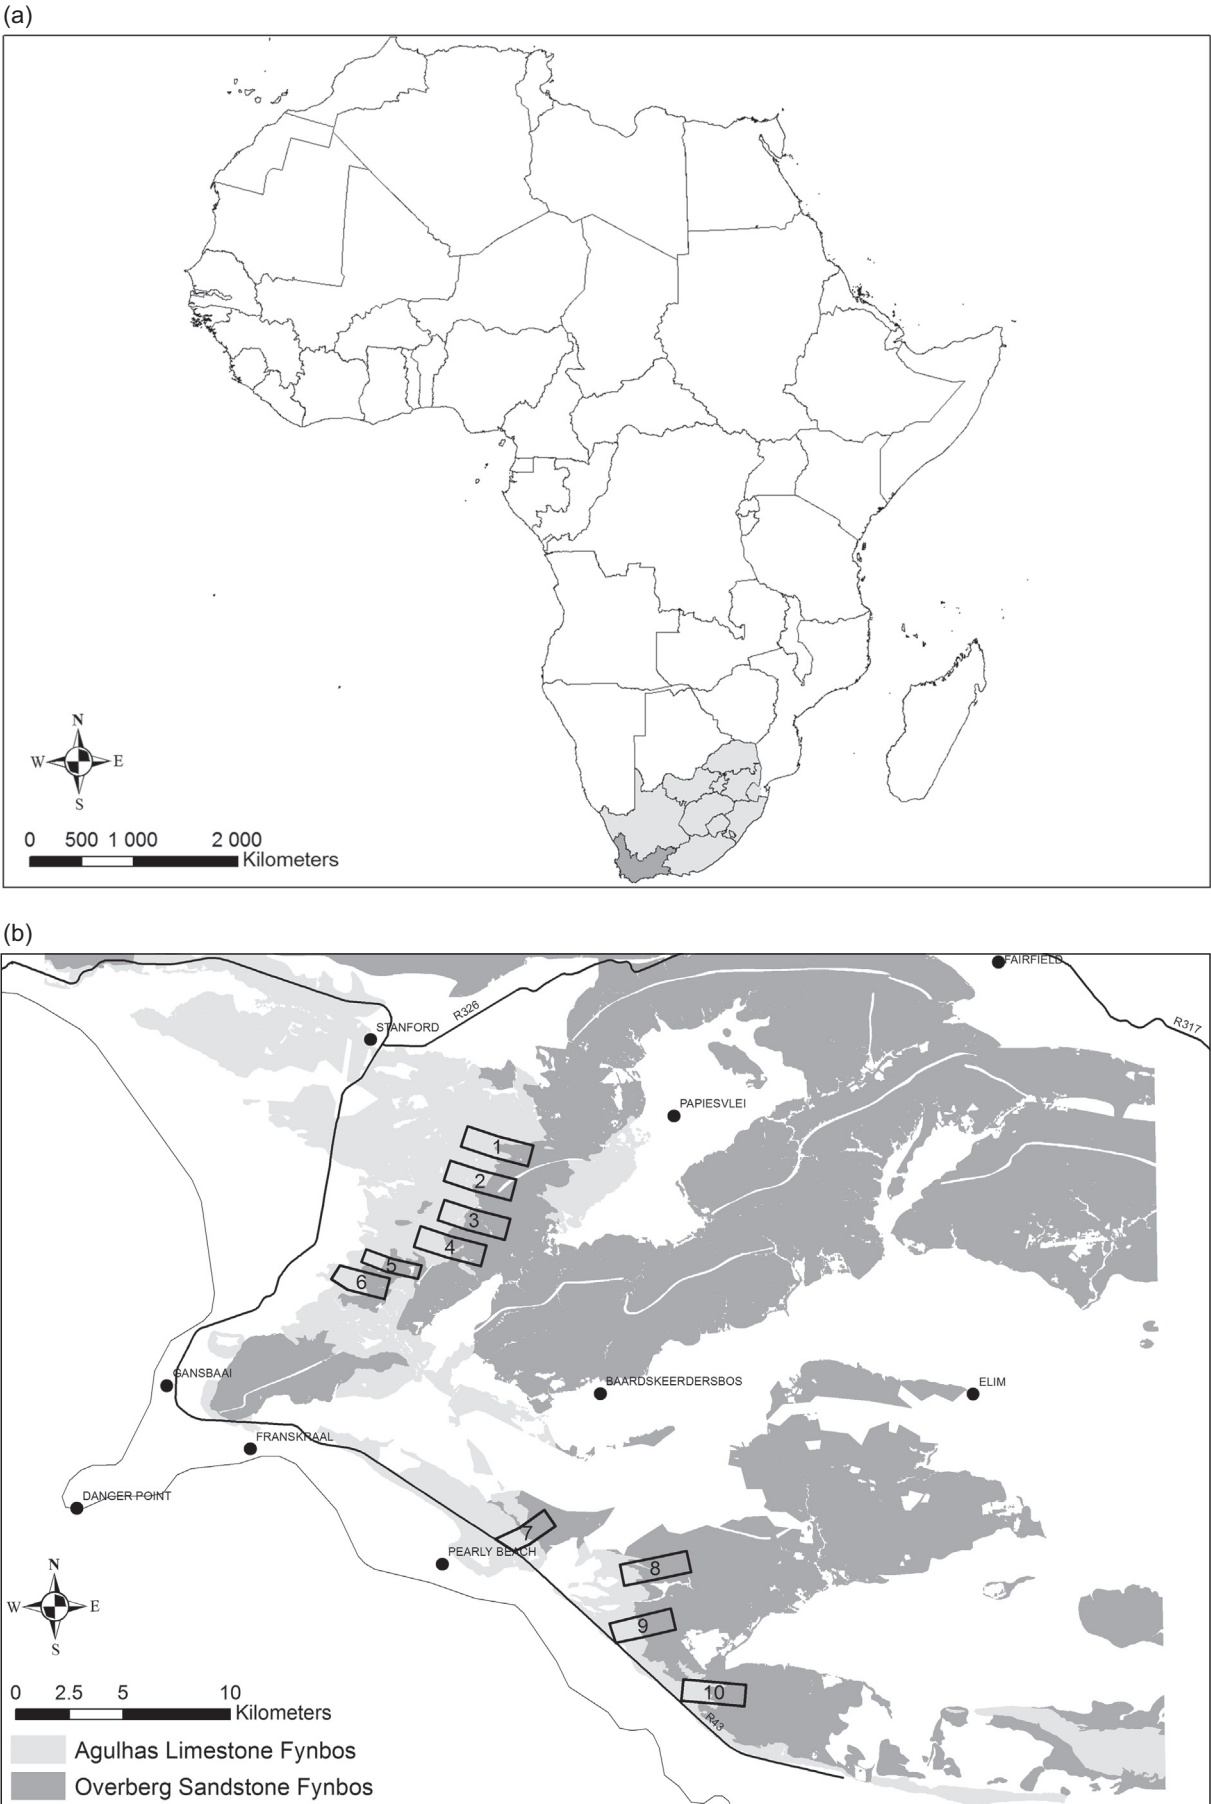 (a)
N
W E
S
0 500 1 000 2 000
Kilometers
(b)
FAIRFIELD
R317
R326
STANFORD
PAPIESVLEI
1
2
3
4
5
6
GANSBAAI
BAARDSKEERDERSBOS
ELIM
FRANSKRAAL
DANGER POINT
7
PEARLY BEACH
8
9
10
R43
N
W E
S
0 2.5 5 10
Kilometers
Agulhas Limestone Fynbos
Overberg Sandstone Fynbos